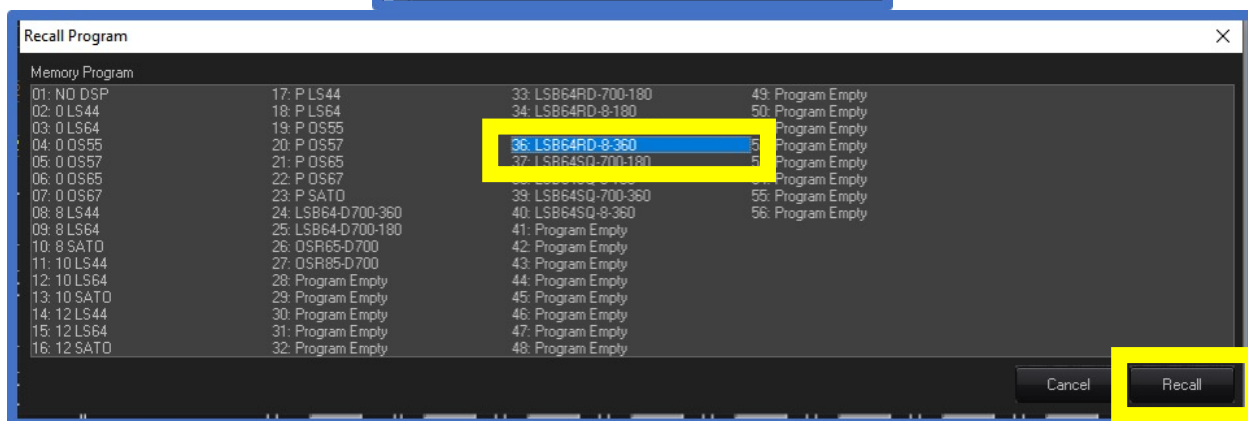 Recall Program
Memory Program
01: NO DSP
02: 0 LS44
03: 0 LS64
04: 0 OS55
05: 0 OS57
06: 0 OS65
07: 0 OS67
08: 8 LS44
09: 8 LS64
10: 8 SATO
11: 10 LS44
12: 10 LS64
13: 10 SATO
14: 12 LS44
15: 12 LS64
16: 12 SATO
17: P LS44
18: P LS64
19: P OS55
20: P OS57
21: P OS65
22: P OS67
23: P SATO
24: LSB64-D700-360
25: LSB64-D700-180
26: OSR65-D700
27: OSR85-D700
28: Program Empty
29: Program Empty
30: Program Empty
31: Program Empty
32: Program Empty
33: LSB64RD-700-180
34: LSB64RD-8-180
36: LSB64RD-8-360
37: LSB64SQ-700-180
39: LSB64SQ-700-360
40: LSB64SQ-8-360
41: Program Empty
42: Program Empty
43: Program Empty
44: Program Empty
45: Program Empty
46: Program Empty
47: Program Empty
48: Program Empty
49: Program Empty
50: Program Empty
Program Empty
Program Empty
Program Empty
Program Empty
55: Program Empty
56: Program Empty
Cancel
Recall